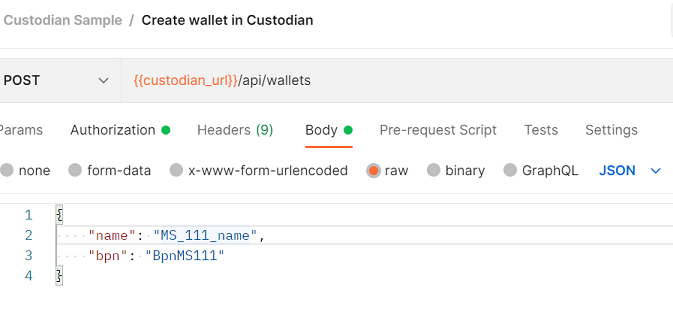 Custodian Sample / Create wallet in Custodian
POST {{custodian_url}}/api/wallets
Params Authorization Headers (9) Body Pre-request Script Tests Settings
none form-data x-www-form-urlencoded raw binary GraphQL JSON
1 {
2 "name": "MS_111_name",
3 "bpn": "BpnMS111"
4 }